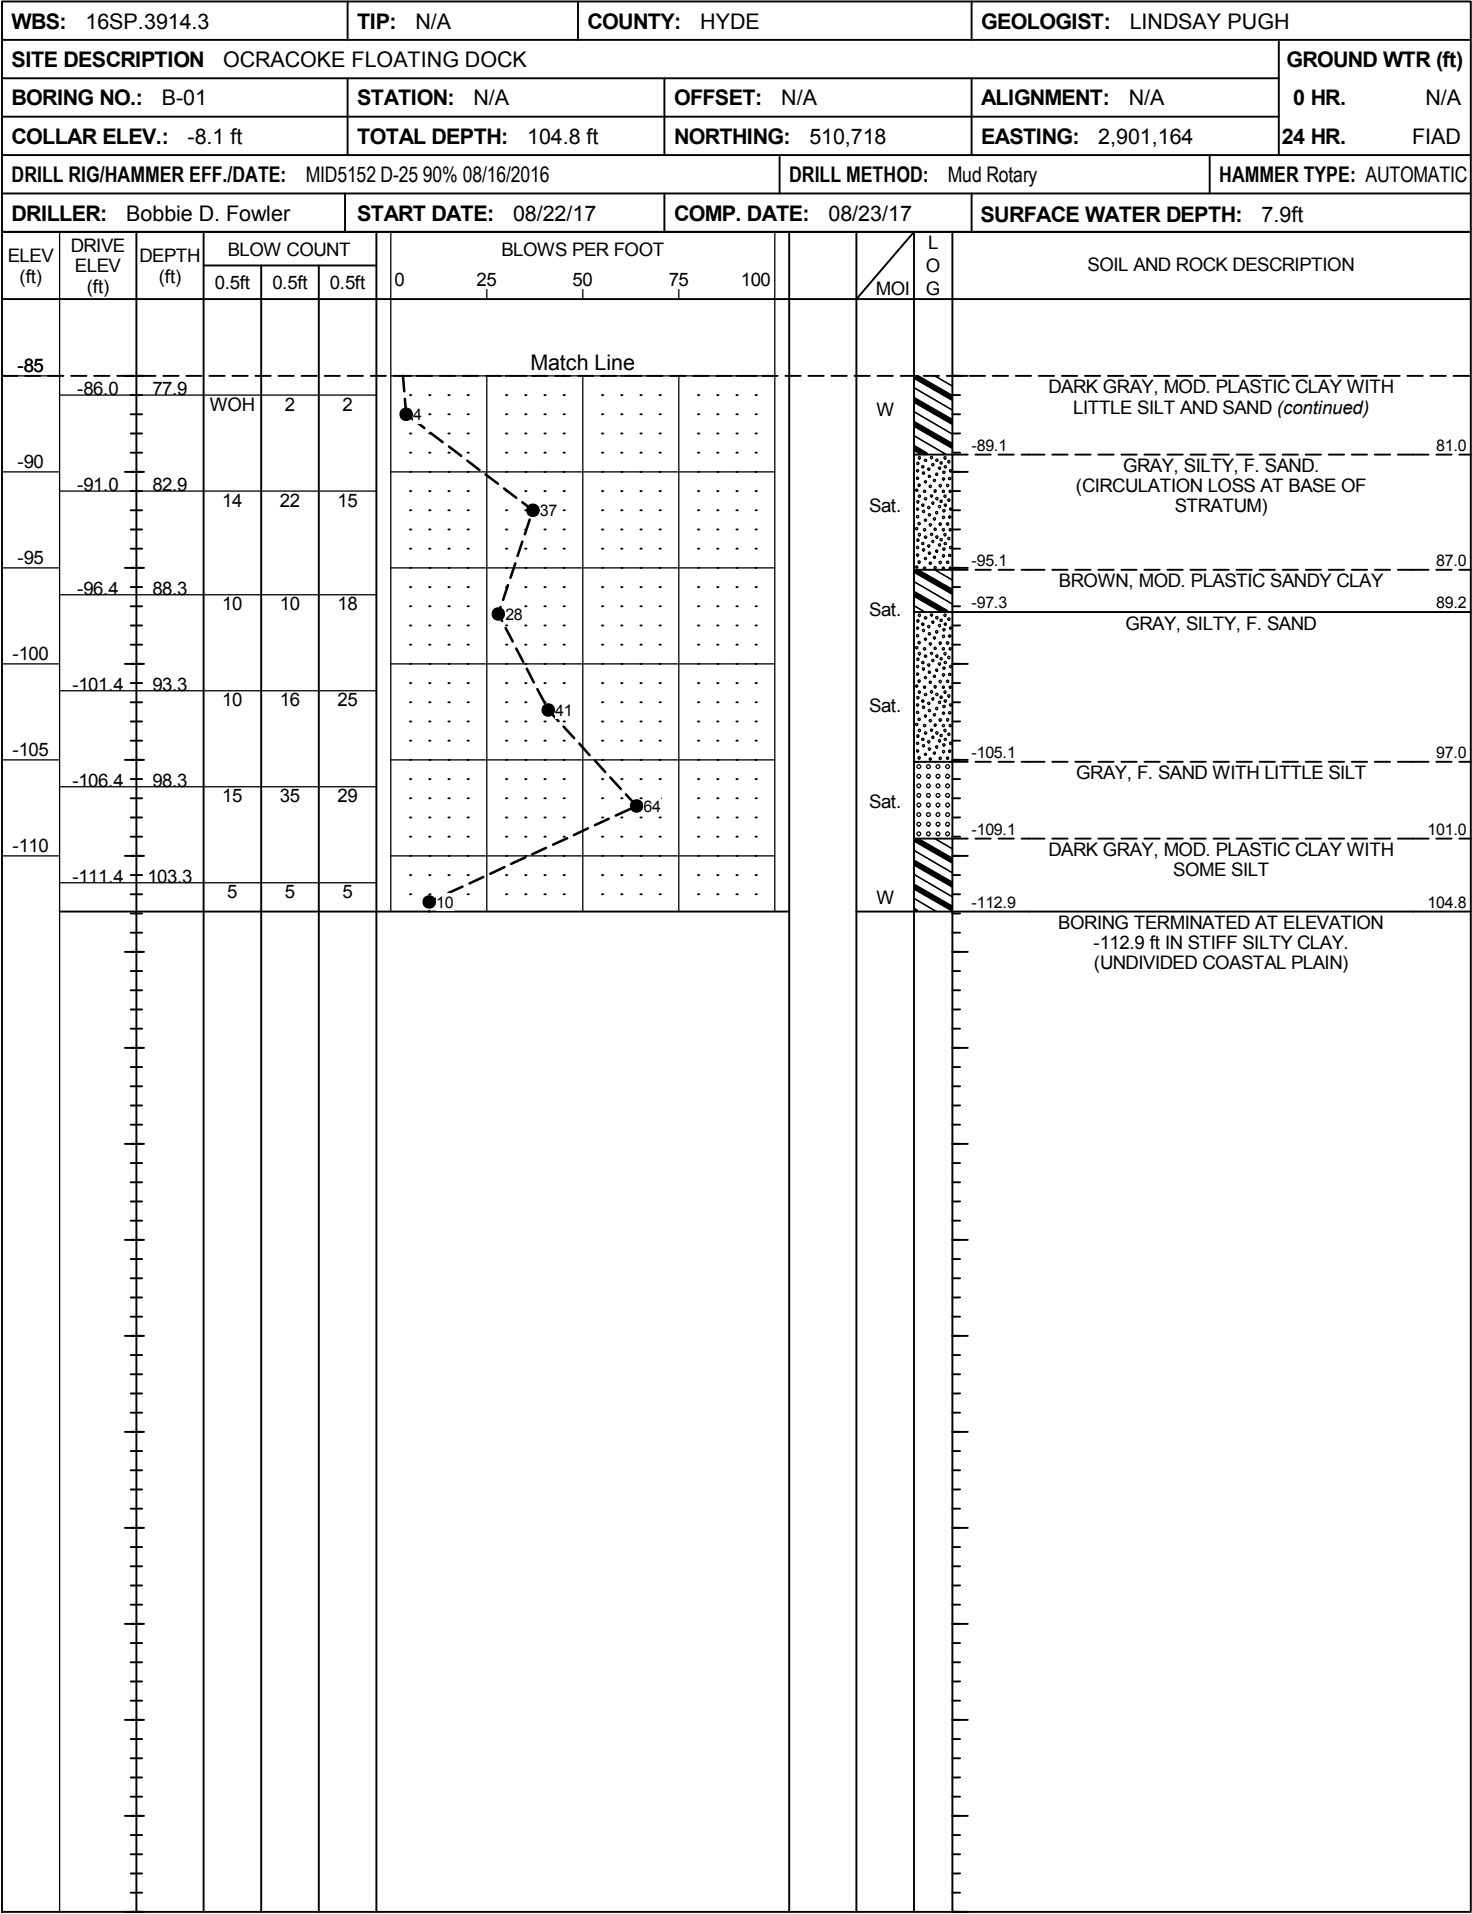 WBS: 16SP.3914.3 TIP: N/A COUNTY: HYDE GEOLOGIST: LINDSAY PUGH
SITE DESCRIPTION OCRACOKE FLOATING DOCK GROUND WTR (ft)
BORING NO.: B-01 STATION: N/A OFFSET: N/A ALIGNMENT: N/A 0 HR. N/A
COLLAR ELEV.: -8.1 ft TOTAL DEPTH: 104.8 ft NORTHING: 510,718 EASTING: 2,901,164 24 HR. FIAD
DRILL RIG/HAMMER EFF./DATE: MID5152 D-25 90% 08/16/2016 DRILL METHOD: Mud Rotary HAMMER TYPE: AUTOMATIC
DRILLER: Bobbie D. Fowler START DATE: 08/22/17 COMP. DATE: 08/23/17 SURFACE WATER DEPTH: 7.9ft
ELEV (ft) DRIVE ELEV (ft) DEPTH (ft) BLOW COUNT BLOWS PER FOOT LOG SOIL AND ROCK DESCRIPTION
0.5ft 0.5ft 0.5ft 0 25 50 75 100 MOI
Match Line
-85
-86.0 77.9 DARK GRAY, MOD. PLASTIC CLAY WITH
WOH 2 2 4 W LITTLE SILT AND SAND (continued)
-89.1 81.0
-90 GRAY, SILTY, F. SAND.
-91.0 82.9 (CIRCULATION LOSS AT BASE OF
14 22 15 37 Sat. STRATUM)
-95 -95.1 87.0
-96.4 88.3 BROWN, MOD. PLASTIC SANDY CLAY
10 10 18 28 Sat. -97.3 89.2
GRAY, SILTY, F. SAND
-100
-101.4 93.3
10 16 25 41 Sat.
-105 -105.1 97.0
-106.4 98.3 GRAY, F. SAND WITH LITTLE SILT
15 35 29 64 Sat.
-109.1 101.0
-110 DARK GRAY, MOD. PLASTIC CLAY WITH
-111.4 103.3 SOME SILT
5 5 5 10 W -112.9 104.8
BORING TERMINATED AT ELEVATION
-112.9 ft IN STIFF SILTY CLAY.
(UNDIVIDED COASTAL PLAIN)